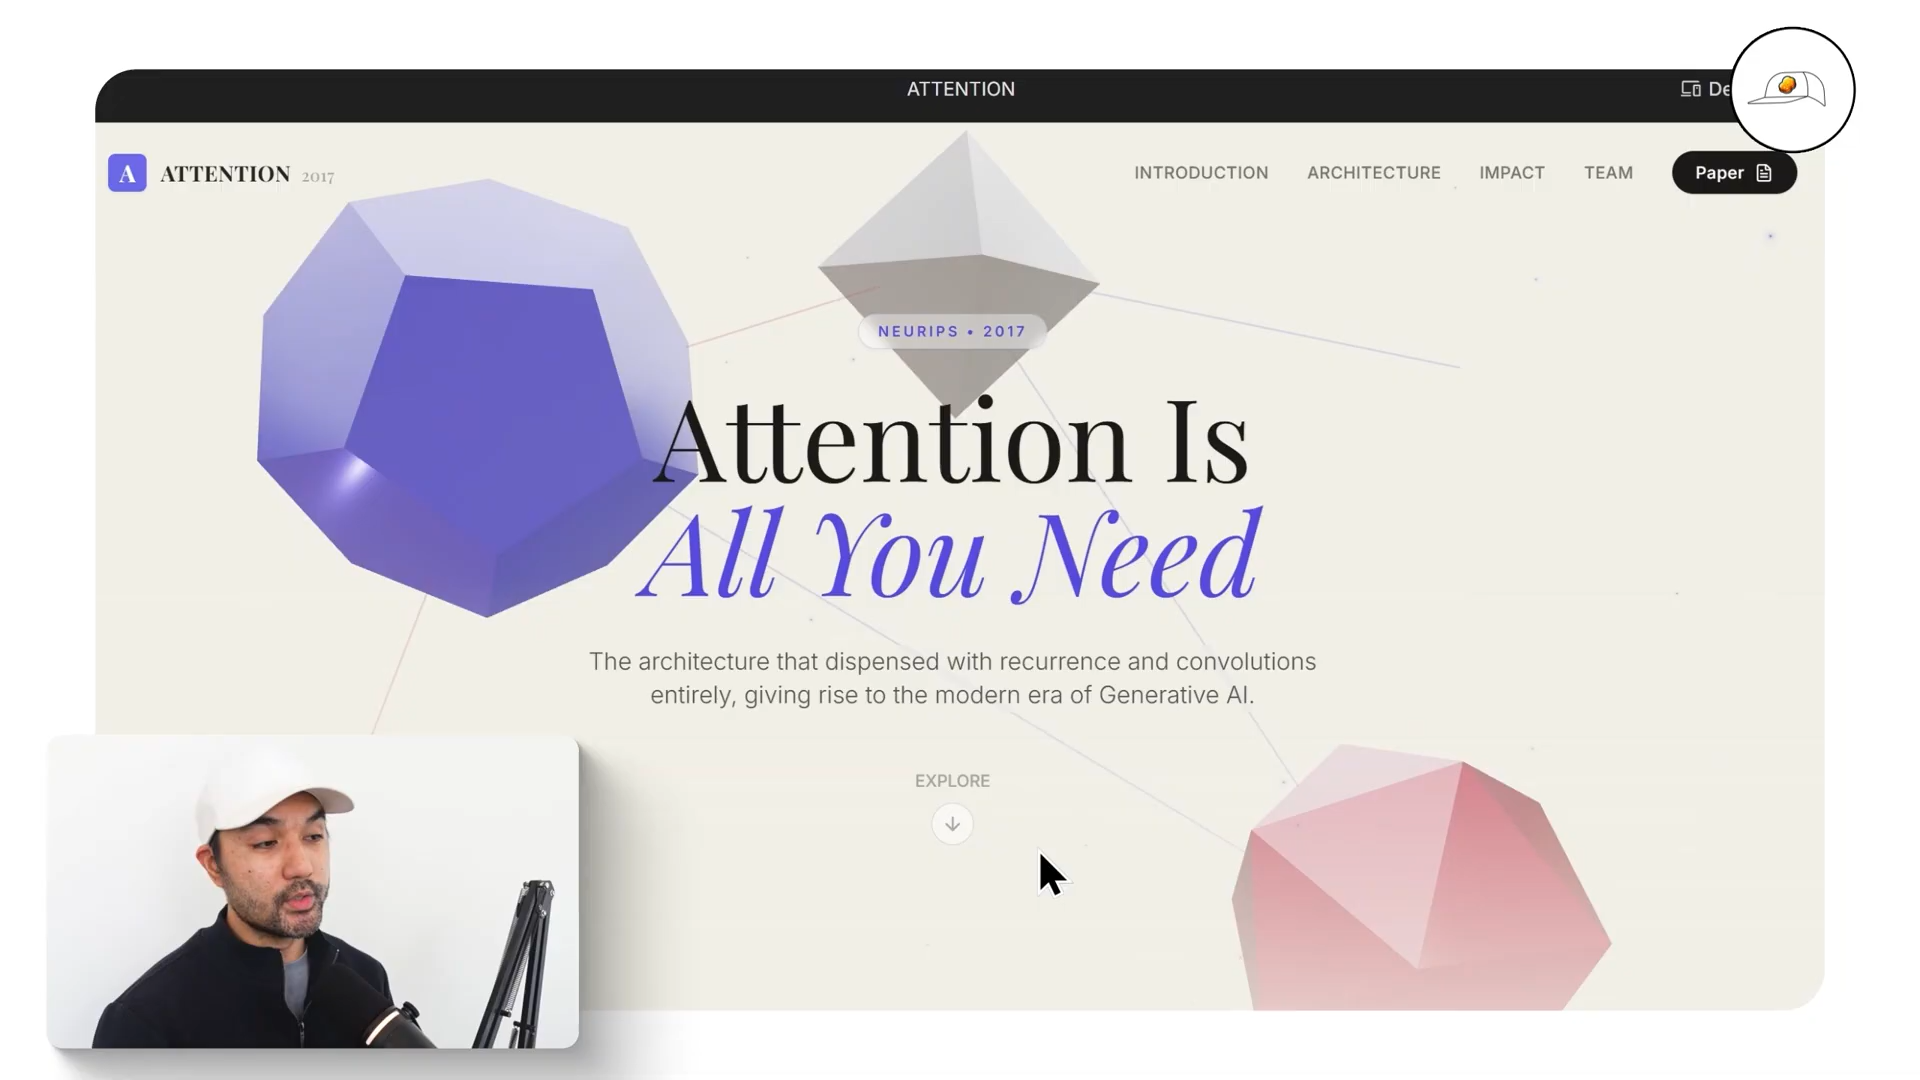 ATTENTION
A ATTENTION 2017
INTRODUCTION ARCHITECTURE IMPACT TEAM Paper
NEURIPS • 2017
Attention Is
All You Need
The architecture that dispensed with recurrence and convolutions
entirely, giving rise to the modern era of Generative AI.
EXPLORE